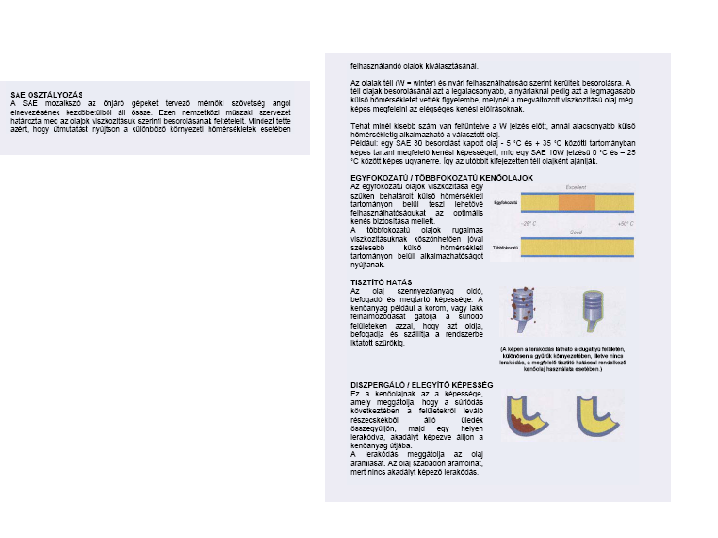 SAE OSZTÁLYOZÁS
A SAE mozaikszó az önjáró gépeket tervező mérnök szövetség angol
elnevezésének kezdőbetűiből áll össze. Ezen nemzetközi műszaki szervezet
határozta meg az olajok viszkozitásuk szerinti besorolásának feltételeit. Mindezt tette
azért, hogy útmutatást nyújtson a különböző környezeti hőmérsékletek esetében
felhasználandó olajok kiválasztásánál.
Az olajak téli (W = winter) és nyári felhasználhatóság szerint kerültek besorolásra. A
téli olajak besorolásánál azt a legalacsonyabb, a nyáriaknál pedig azt a legmagasabb
külső hőmérsékletet vették figyelembe, melynél a megváltozott viszkozitású olaj még
képes megfelelni az elégséges kenési előírásoknak.
Tehát minél kisebb szám van feltüntetve a W jelzés előtt, annál alacsonyabb külső
hőmérsékletig alkalmazható a választott olaj.
Például: egy SAE 30 besorolást kapott olaj - 5 °C és + 35 °C közötti tartományban
képes tartani megfelelő kenési képességeit, míg egy SAE 10W jelzésű 0 °C és – 25
°C között képes ugyanerre. Így az utóbbit kifejezetten téli olajként ajánlják.
EGYFOKOZATÚ / TÖBBFOKOZATÚ KENŐOLAJOK
Az egyfokozatú olajok viszkozitása egy
szűken behatárolt külső hőmérsékleti
tartományon belül teszi lehetővé
felhasználhatóságukat az optimális
kenés biztosítása mellett.
A többfokozatú olajok rugalmas
viszkozitásuknak köszönhetően jóval
szélesebb külső hőmérsékleti
tartományon belüli alkalmazhatóságot
nyújtanak.
Excellent
Egyfokozatú
-25° C +50° C
Good
Többfokozatú
TISZTÍTÓ HATÁS
Az olaj szennyezőanyag oldó,
befogadó és megtartó képessége. A
kenőanyag például a korom, vagy lakk
felhalmozódását gátolja a súrlódó
felületeken azzal, hogy azt oldja,
befogadja és szállítja a rendszerbe
iktatott szűrőkig.
(A képen a lerakódás látható a dugattyú felületén,
különösen a gyűrűk környezetében, illetve nincs
lerakódás, a megfelelő tisztító hatással rendelkező
kenőolaj használata esetében.)
DISZPERGÁLÓ / ELEGYÍTŐ KÉPESSÉG
Ez a kenőolajnak az a képessége,
amely meggátolja, hogy a súrlódás
következtében a felületekről leváló
részecskékből álló üledék
összegyűljön, majd egy helyen
lerakódva, akadályt képezve álljon a
kenőanyag útjába.
A lerakódás meggátolja az olaj
áramlását. Az olaj szabadon áramolhat,
mert nincs akadályt képező lerakódás.